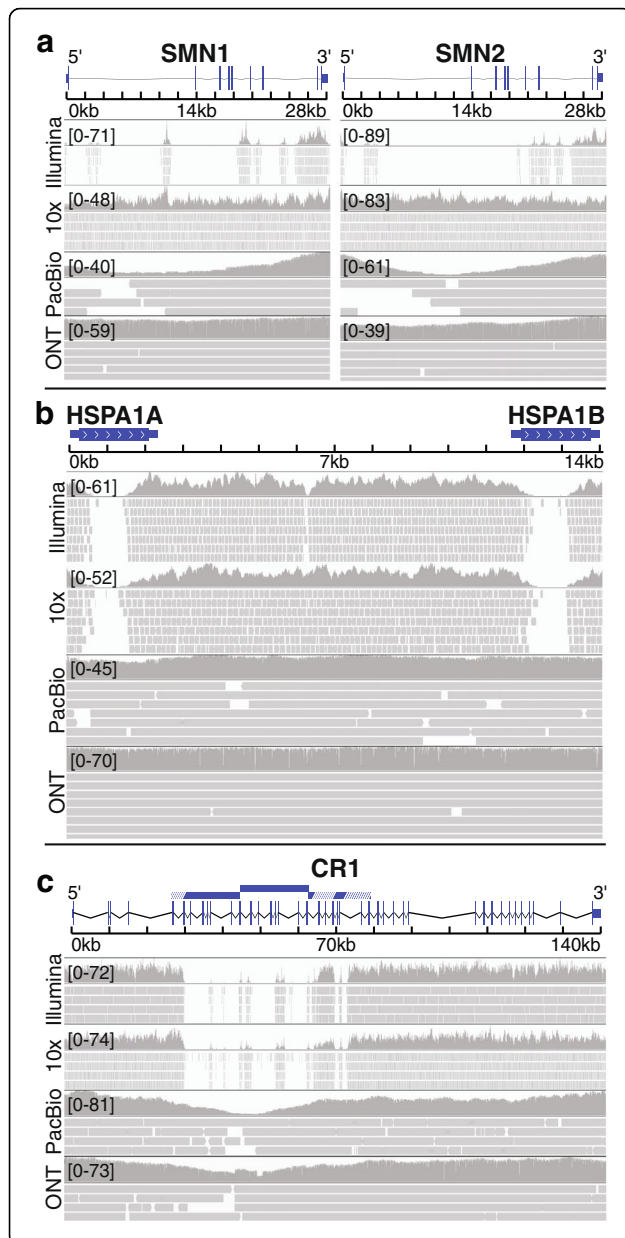 a
5' SMN1 3' SMN2 5' 3'
0kb 14kb 28kb 0kb 14kb 28kb
Illumina [0-71] [0-89]
10x [0-48] [0-83]
PacBio [0-40] [0-61]
ONT [0-59] [0-39]
b
HSPA1A HSPA1B
0kb 7kb 14kb
Illumina [0-61]
10x [0-52]
PacBio [0-45]
ONT [0-70]
c CR1
5' 3'
0kb 70kb 140kb
Illumina [0-72]
10x [0-74]
PacBio [0-81]
ONT [0-73]